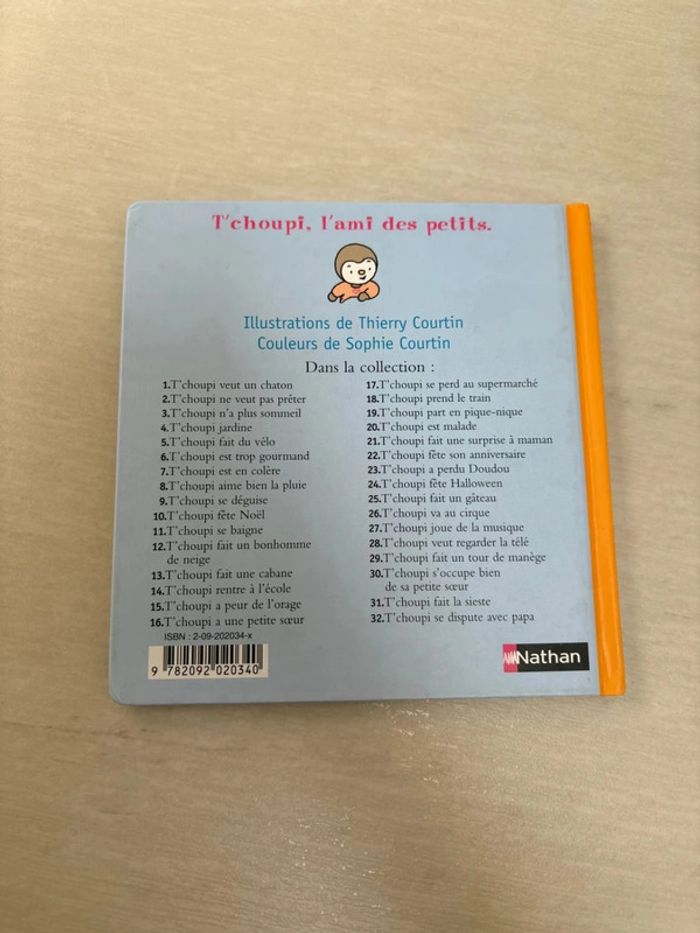 T'choupi, l'ami des petits.
Illustrations de Thierry Courtin
Couleurs de Sophie Courtin
Dans la collection :
1.T'choupi veut un chaton
2.T'choupi ne veut pas prêter
3.T'choupi n'a plus sommeil
4.T'choupi jardine
5.T'choupi fait du vélo
6.T'choupi est trop gourmand
7.T'choupi est en colère
8.T'choupi aime bien la pluie
9.T'choupi se déguise
10.T'choupi fête Noël
11.T'choupi se baigne
12.T'choupi fait un bonhomme
de neige
13.T'choupi fait une cabane
14.T'choupi rentre à l'école
15.T'choupi a peur de l'orage
16.T'choupi a une petite sœur
17.T'choupi se perd au supermarché
18.T'choupi prend le train
19.T'choupi part en pique-nique
20.T'choupi est malade
21.T'choupi fait une surprise à maman
22.T'choupi fête son anniversaire
23.T'choupi a perdu Doudou
24.T'choupi fête Halloween
25.T'choupi fait un gâteau
26.T'choupi va au cirque
27.T'choupi joue de la musique
28.T'choupi veut regarder la télé
29.T'choupi fait un tour de manège
30.T'choupi s'occupe bien
de sa petite sœur
31.T'choupi fait la sieste
32.T'choupi se dispute avec papa
ISBN : 2-09-202034-x
9 782092 020340
Nathan